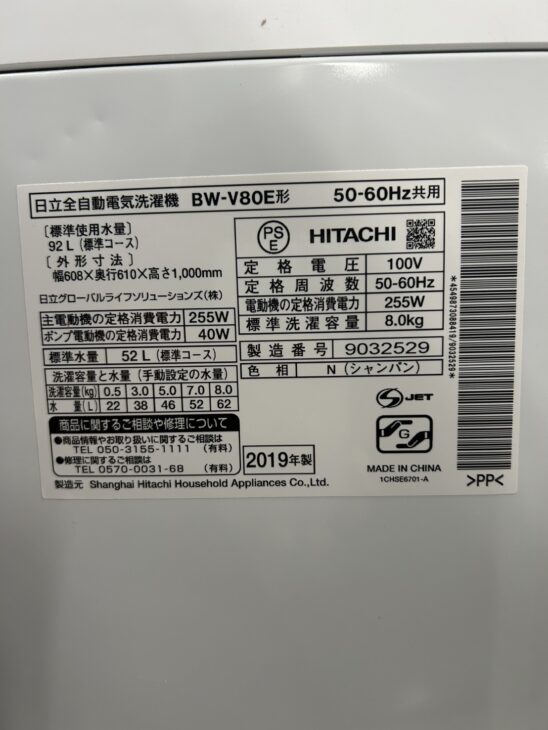 日立全自動電気洗濯機 BW-V80E形 50-60Hz共用
〔標準使用水量〕
92 L (標準コース)
〔外形寸法〕
幅608×奥行610×高さ1,000mm
日立グローバルライフソリューションズ(株)
主電動機の定格消費電力 255W
ポンプ電動機の定格消費電力 40W
標準水量 52 L (標準コース)
洗濯容量と水量 (手動設定の水量)
洗濯容量(kg) 0.5 3.0 5.0 7.0 8.0
水量(L) 22 38 46 52 62
商品に関するご相談や修理について
●商品情報やお取り扱いに関するご相談は
TEL 050-3155-1111 (有料)
●修理に関するご相談は
TEL 0570-0031-68 (有料)
製造元 Shanghai Hitachi Household Appliances Co.,Ltd.
PS
E
HITACHI
定格電圧 100V
定格周波数 50-60Hz
電動機の定格消費電力 255W
標準洗濯容量 8.0kg
製造番号 9032529
色相 N (シャンパン)
2019年製
S JET
G
MADE IN CHINA
1CHSE6701-A
*4549873088419/9032529*
>PP<